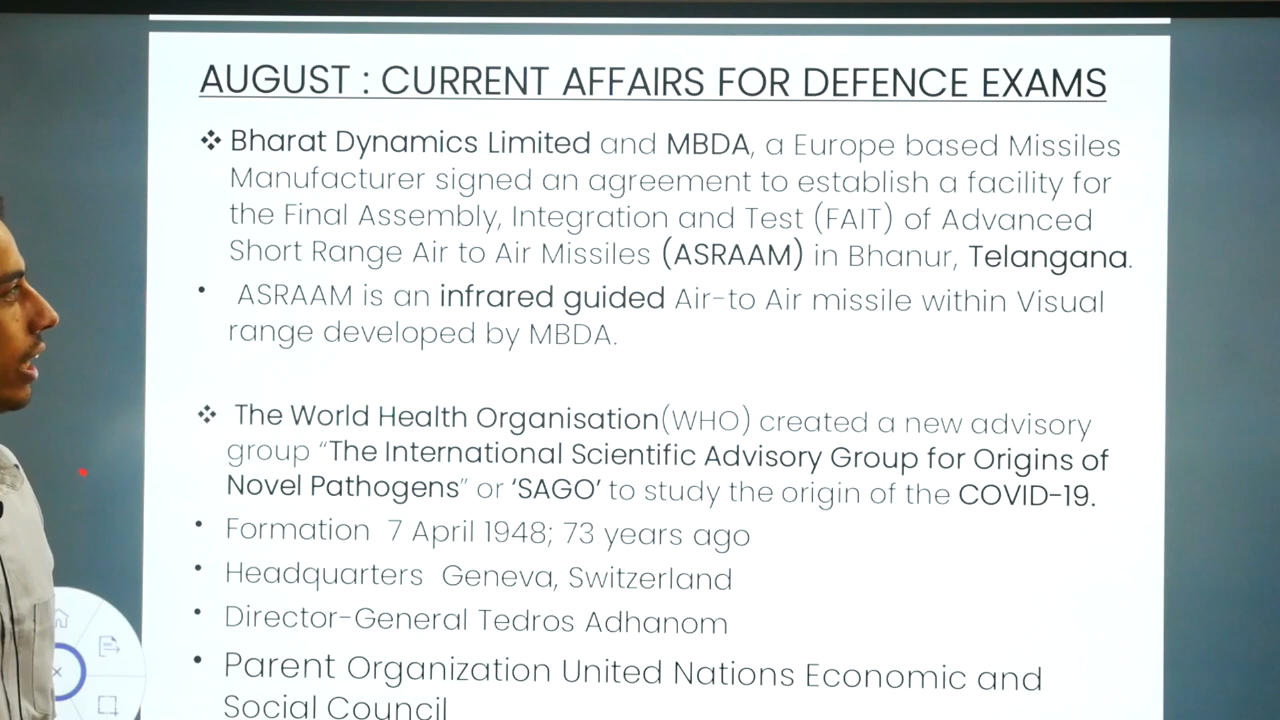 AUGUST : CURRENT AFFAIRS FOR DEFENCE EXAMS
❖ Bharat Dynamics Limited and MBDA, a Europe based Missiles
Manufacturer signed an agreement to establish a facility for
the Final Assembly, Integration and Test (FAIT) of Advanced
Short Range Air to Air Missiles (ASRAAM) in Bhanur, Telangana.
• ASRAAM is an infrared guided Air-to Air missile within Visual
range developed by MBDA.
❖ The World Health Organisation(WHO) created a new advisory
group “The International Scientific Advisory Group for Origins of
Novel Pathogens” or ‘SAGO’ to study the origin of the COVID-19.
• Formation 7 April 1948; 73 years ago
• Headquarters Geneva, Switzerland
• Director-General Tedros Adhanom
• Parent Organization United Nations Economic and
Social Council